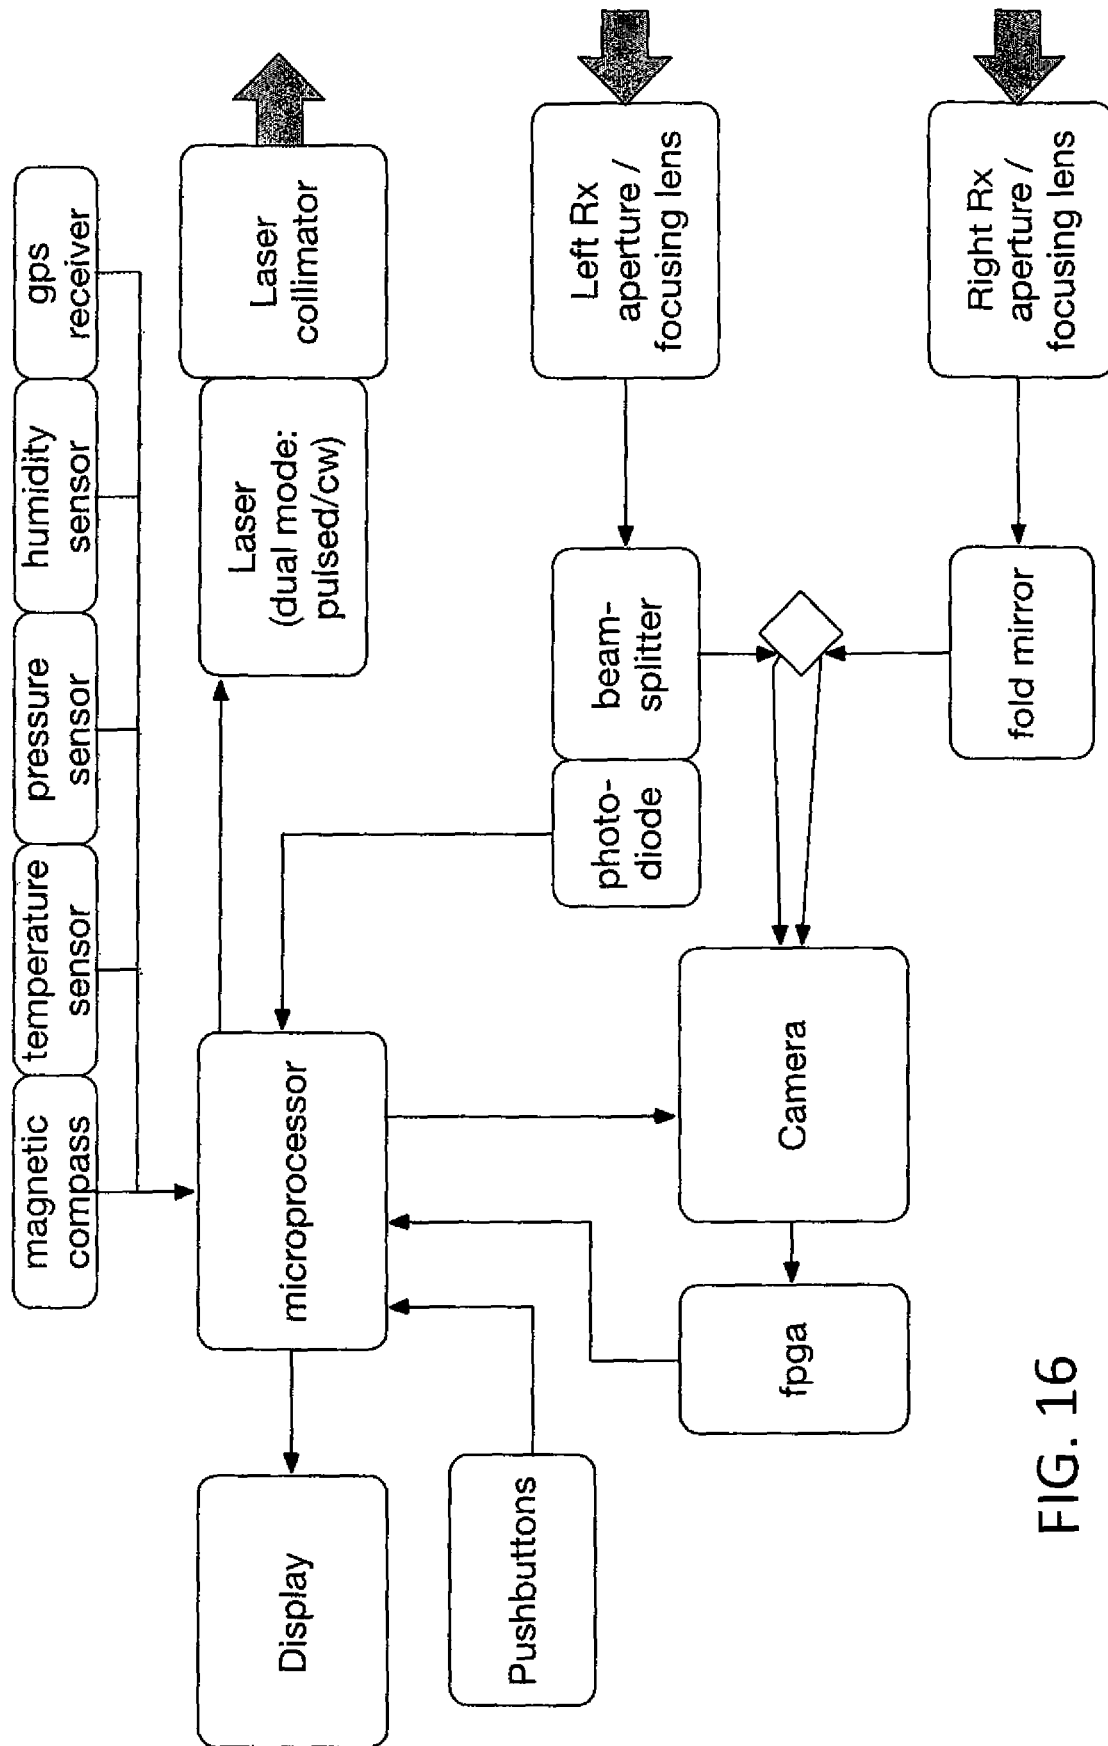 magnetic
compass
temperature
sensor
pressure
sensor
humidity
sensor
gps
receiver
Display
microprocessor
Laser
(dual mode:
pulsed/cw)
Laser
collimator
Pushbuttons
photo-
diode
beam-
splitter
Left Rx
aperture /
focusing lens
fpga
Camera
fold mirror
Right Rx
aperture /
focusing lens
FIG. 16